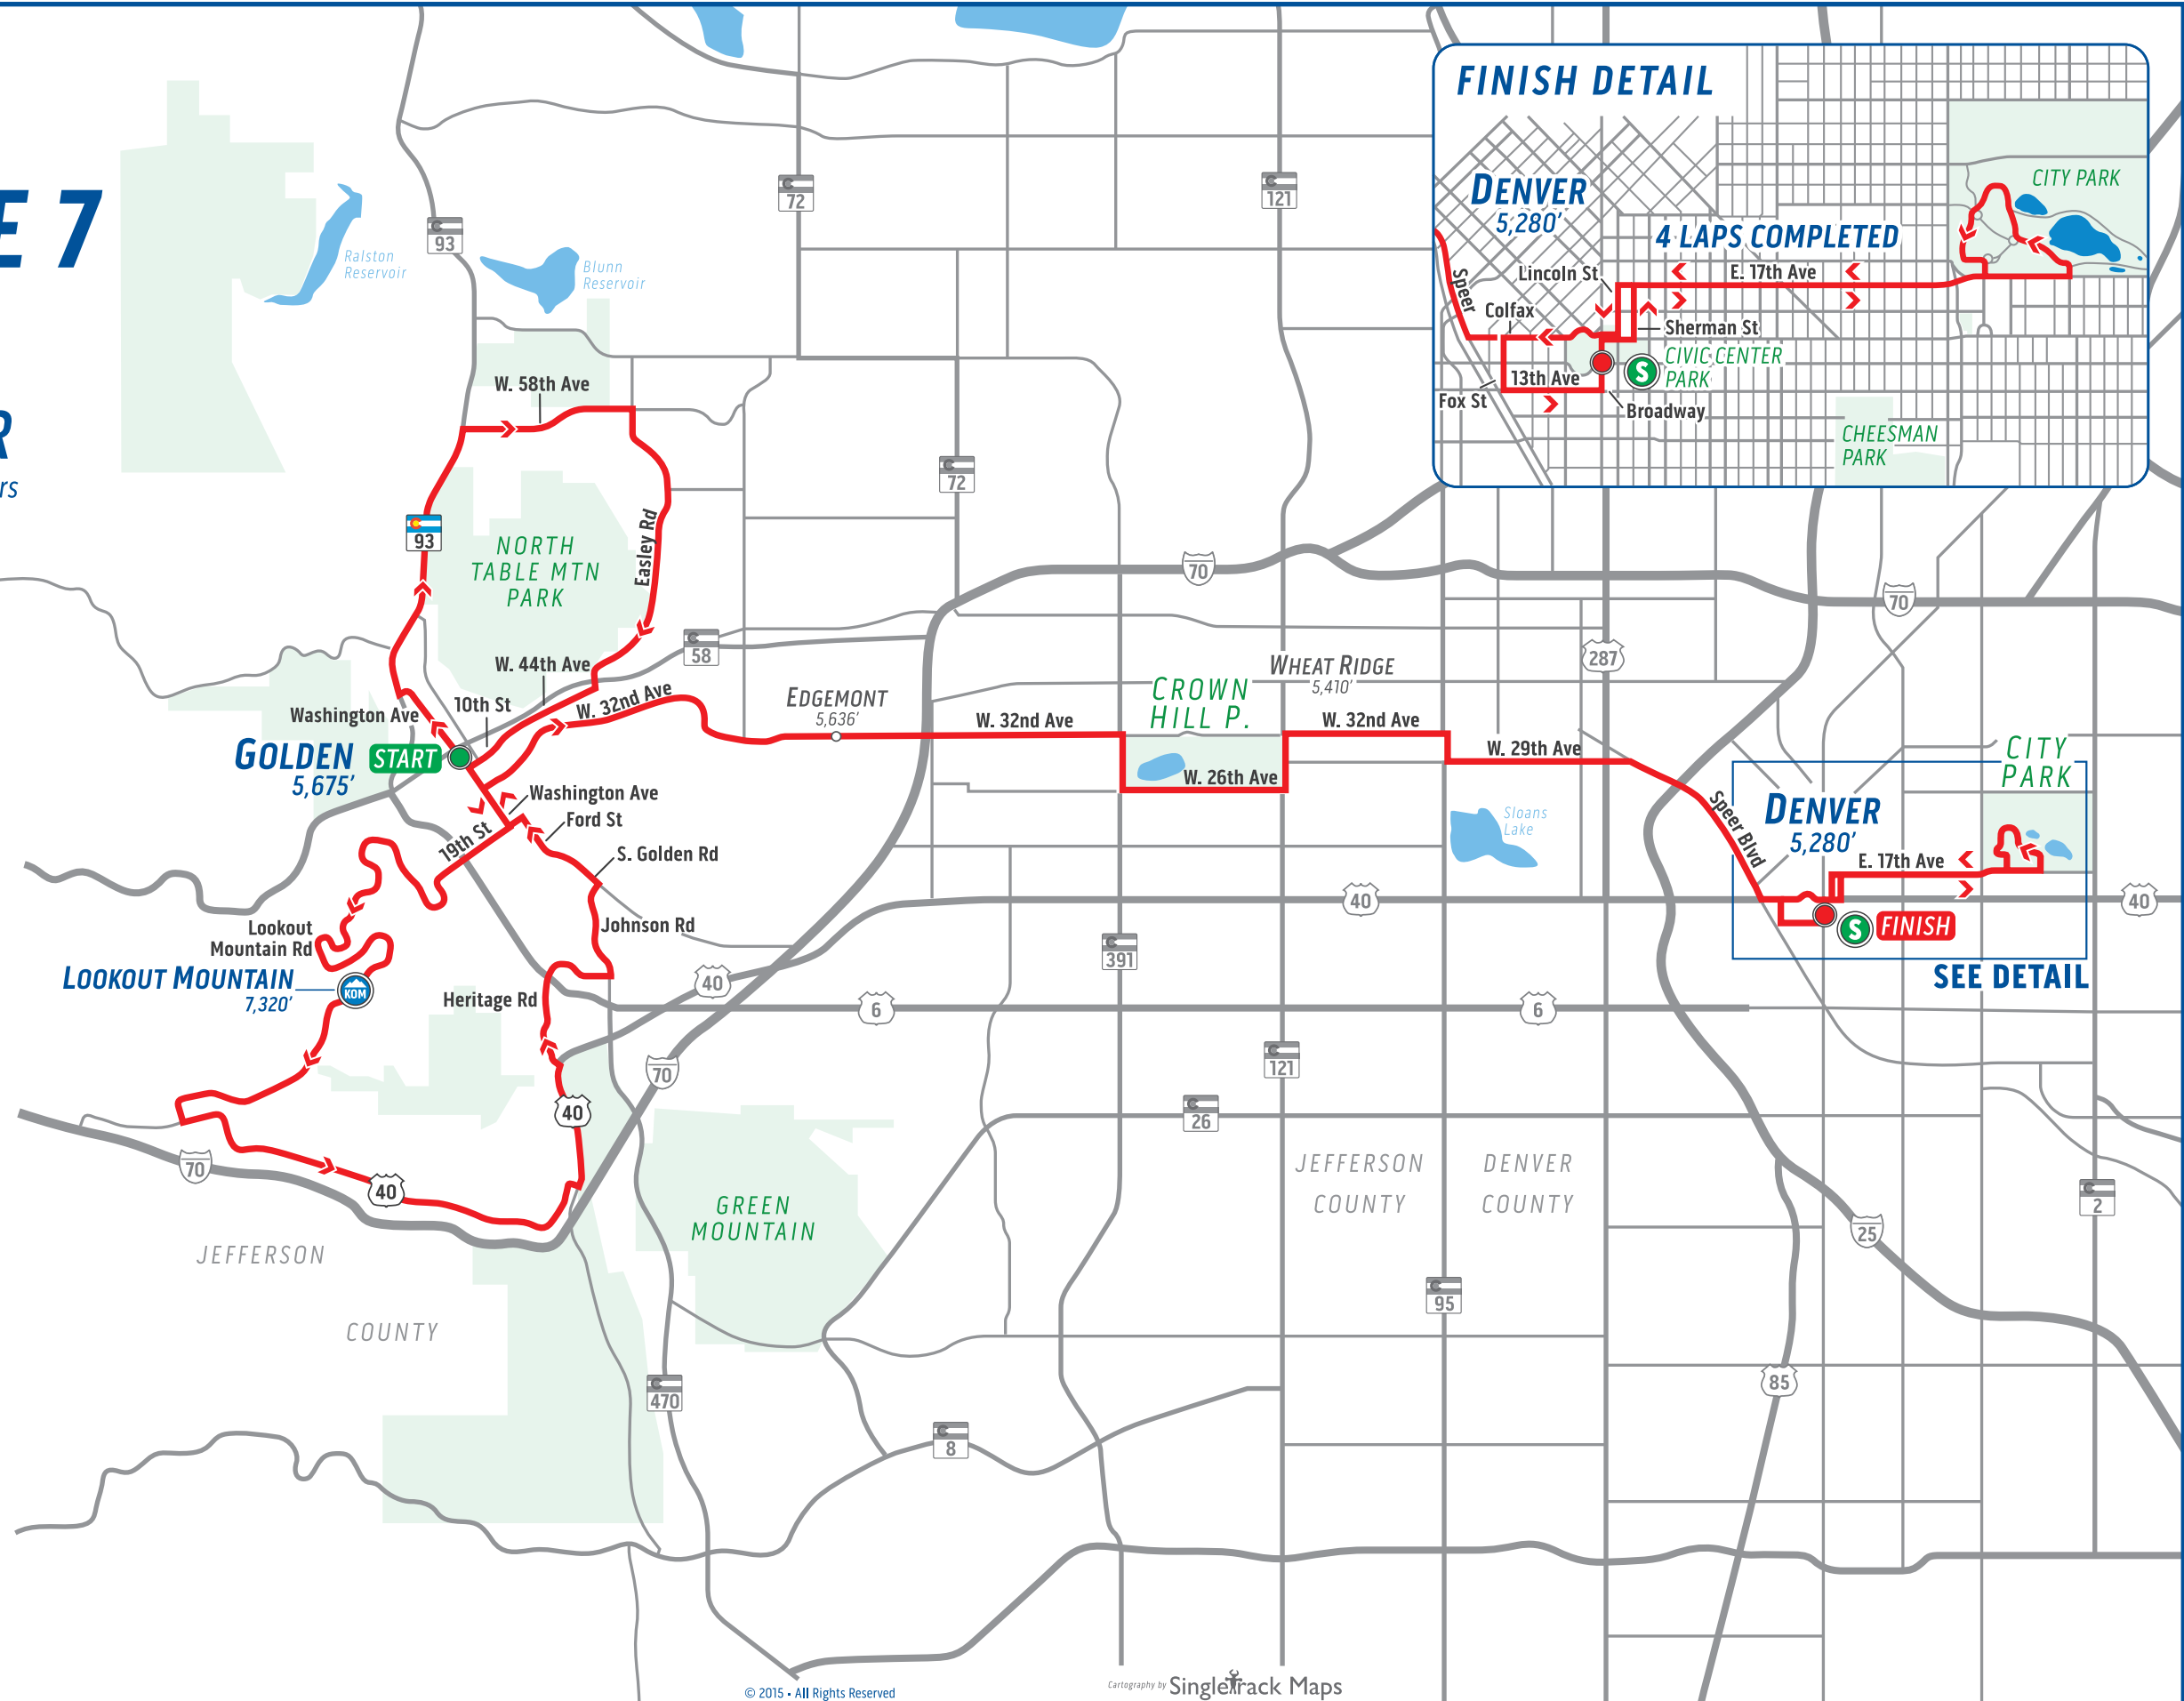 E 7
R
rs
FINISH DETAIL
DENVER
5,280’
4 LAPS COMPLETED
CITY PARK
Lincoln St
E. 17th Ave
Speer
Colfax
Sherman St
CIVIC CENTER
PARK
S
13th Ave
Fox St
Broadway
CHEESMAN
PARK
72
121
93
Ralston
Reservoir
Blunn
Reservoir
W. 58th Ave
72
93
NORTH
TABLE MTN
PARK
Easley Rd
70
70
58
287
W. 44th Ave
WHEAT RIDGE
5,410’
CROWN
HILL P.
EDGEMONT
5,636’
10th St
W. 32nd Ave
Washington Ave
W. 32nd Ave
W. 32nd Ave
W. 29th Ave
GOLDEN
5,675’
START
CITY
PARK
W. 26th Ave
Washington Ave
Ford St
19th St
S. Golden Rd
Sloans
Lake
Speer Blvd
DENVER
5,280’
E. 17th Ave
40
40
Lookout
Mountain Rd
Johnson Rd
S
FINISH
391
LOOKOUT MOUNTAIN
7,320’
KOM
SEE DETAIL
40
Heritage Rd
6
6
70
121
40
26
70
40
JEFFERSON
COUNTY
DENVER
COUNTY
GREEN
MOUNTAIN
2
25
JEFFERSON
COUNTY
95
85
470
8
© 2015 • All Rights Reserved
Cartography by SingleTrack Maps